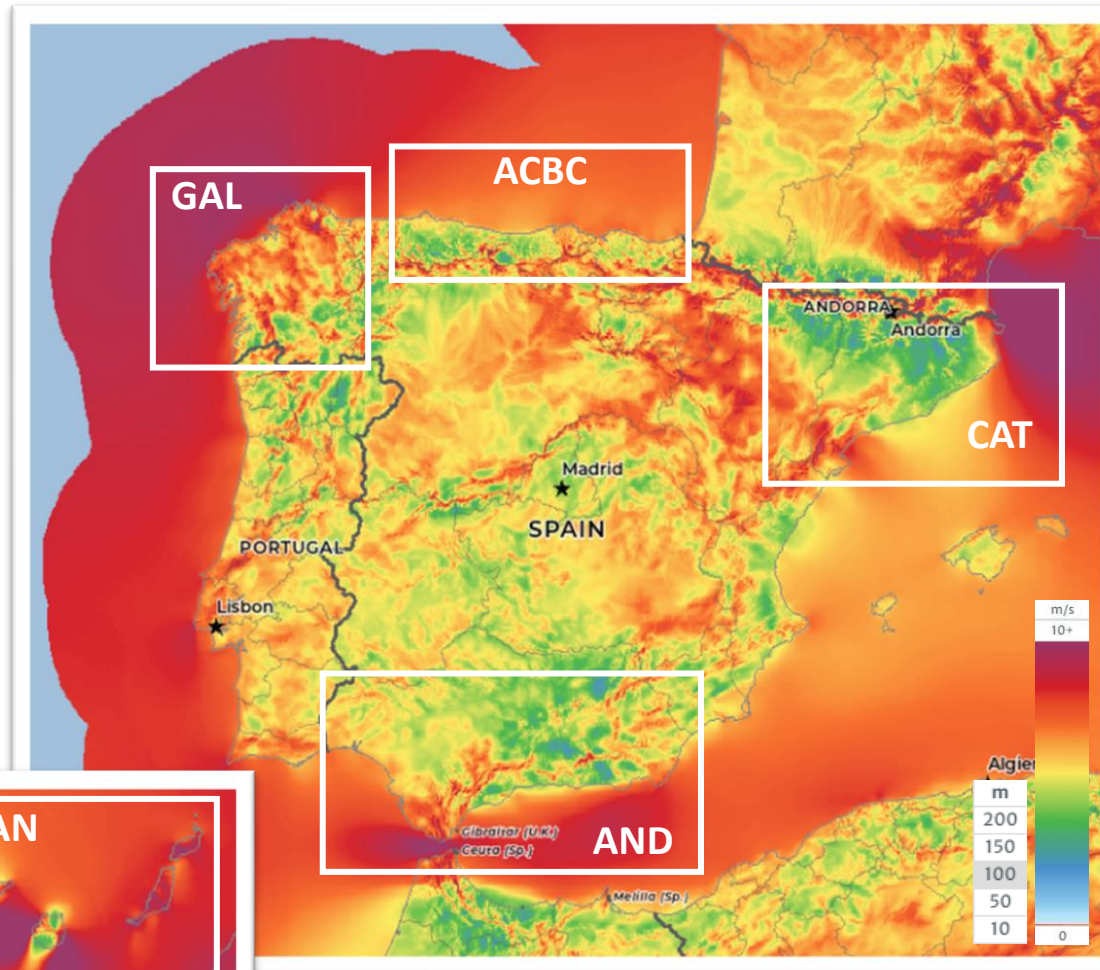 GAL
ACBC
ANDORRA
Andorra
CAT
Madrid
SPAIN
PORTUGAL
Lisbon
m/s
10+
Gibraltar (U.K.)
Ceuta (Sp.)
AND
Melilla (Sp.)
AN
m
200
150
100
50
10
0